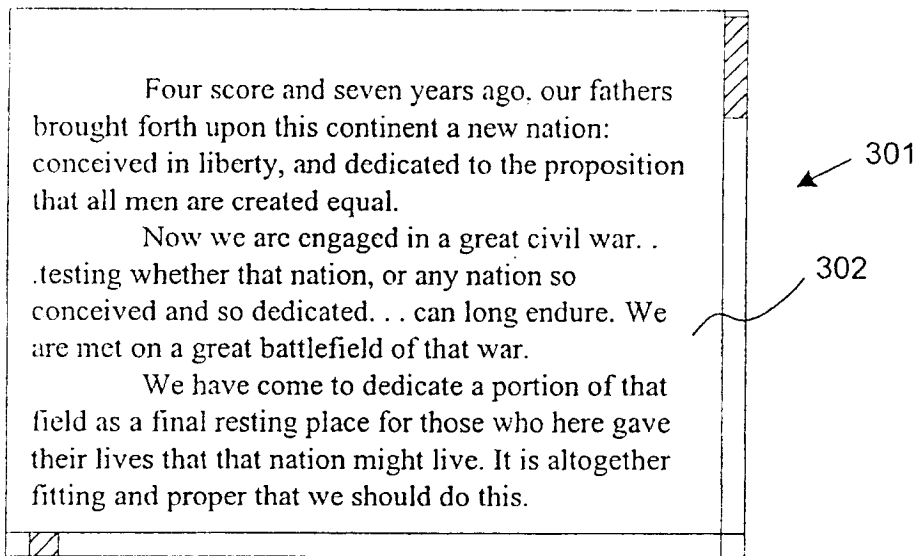 Four score and seven years ago, our fathers
brought forth upon this continent a new nation:
conceived in liberty, and dedicated to the proposition
that all men are created equal.
Now we are engaged in a great civil war. .
.testing whether that nation, or any nation so
conceived and so dedicated. . . can long endure. We
are met on a great battlefield of that war.
We have come to dedicate a portion of that
field as a final resting place for those who here gave
their lives that that nation might live. It is altogether
fitting and proper that we should do this.
301
302